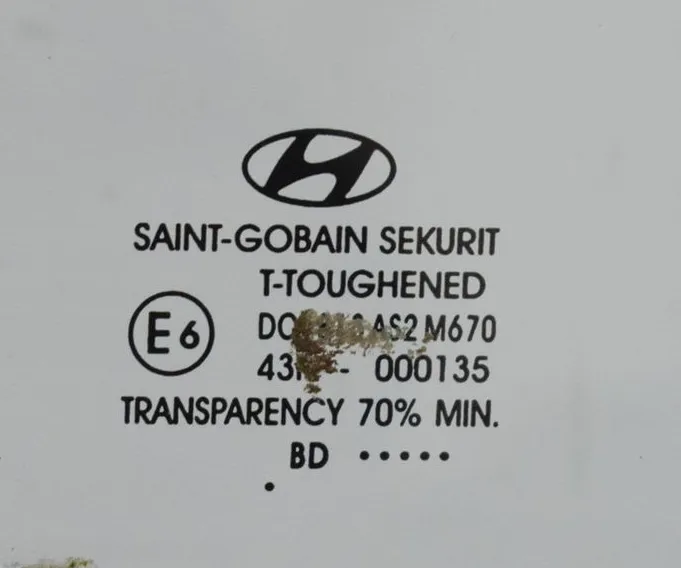 SAINT-GOBAIN SEKURIT
T-TOUGHENED
E6
AS2 M670
000135
TRANSPARENCY 70% MIN.
BD .....
.